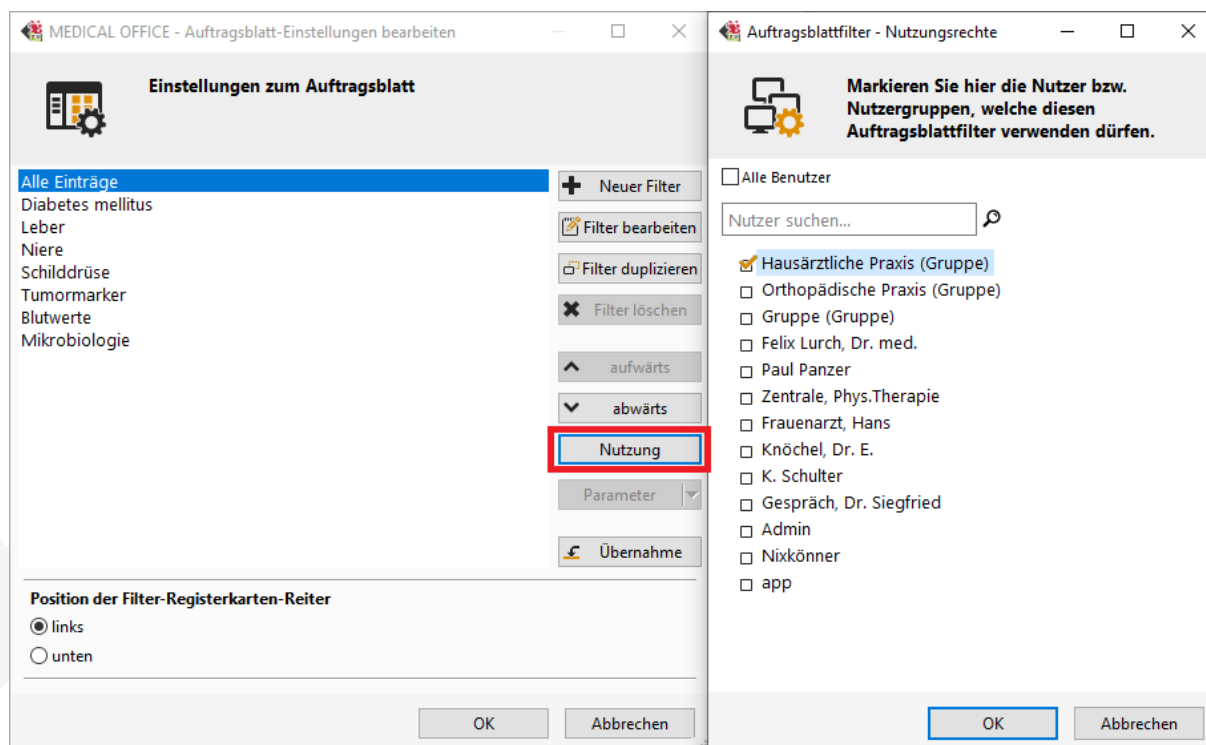 MEDICAL OFFICE - Auftragsblatt-Einstellungen bearbeiten
Einstellungen zum Auftragsblatt
Alle Einträge
Diabetes mellitus
Leber
Niere
Schilddrüse
Tumormarker
Blutwerte
Mikrobiologie
Neuer Filter
Filter bearbeiten
Filter duplizieren
Filter löschen
aufwärts
abwärts
Nutzung
Parameter
Übernahme
Position der Filter-Registerkarten-Reiter
links
unten
OK
Abbrechen
Auftragsblattfilter - Nutzungsrechte
Markieren Sie hier die Nutzer bzw.
Nutzergruppen, welche diesen
Auftragsblattfilter verwenden dürfen.
Alle Benutzer
Nutzer suchen...
Hausärztliche Praxis (Gruppe)
Orthopädische Praxis (Gruppe)
Gruppe (Gruppe)
Felix Lurch, Dr. med.
Paul Panzer
Zentrale, Phys.Therapie
Frauenarzt, Hans
Knöchel, Dr. E.
K. Schulter
Gespräch, Dr. Siegfried
Admin
Nixkönner
app
OK
Abbrechen